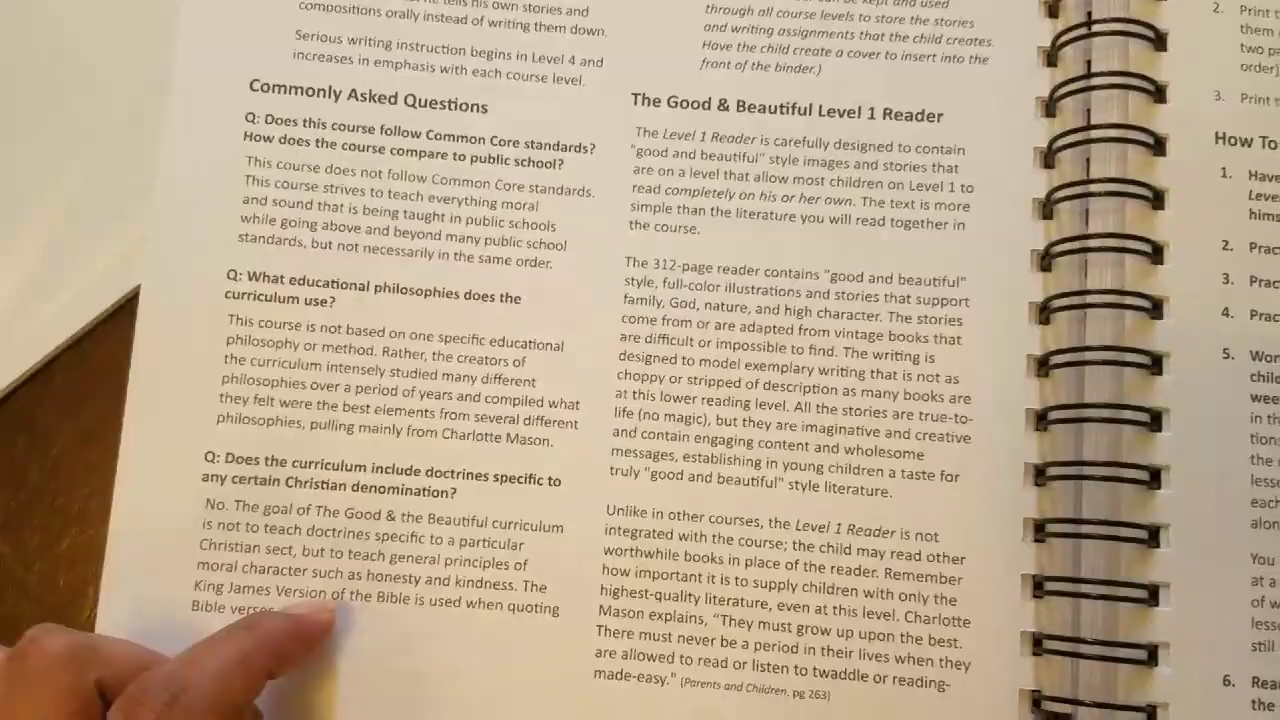 tells his own stories and
compositions orally instead of writing them down.
Serious writing instruction begins in Level 4 and
increases in emphasis with each course level.
Commonly Asked Questions
Q: Does this course follow Common Core standards?
How does the course compare to public school?
This course does not follow Common Core standards.
This course strives to teach everything moral
and sound that is being taught in public schools
while going above and beyond many public school
standards, but not necessarily in the same order.
Q: What educational philosophies does the
curriculum use?
This course is not based on one specific educational
philosophy or method. Rather, the creators of
the curriculum intensely studied many different
philosophies over a period of years and compiled what
they felt were the best elements from several different
philosophies, pulling mainly from Charlotte Mason.
Q: Does the curriculum include doctrines specific to
any certain Christian denomination?
No. The goal of The Good & the Beautiful curriculum
is not to teach doctrines specific to a particular
Christian sect, but to teach general principles of
moral character such as honesty and kindness. The
King James Version of the Bible is used when quoting
Bible verses
kept and used
through all course levels to store the stories
and writing assignments that the child creates.
Have the child create a cover to insert into the
front of the binder.)
The Good & Beautiful Level 1 Reader
The Level 1 Reader is carefully designed to contain
"good and beautiful" style images and stories that
are on a level that allow most children on Level 1 to
read completely on his or her own. The text is more
simple than the literature you will read together in
the course.
The 312-page reader contains "good and beautiful"
style, full-color illustrations and stories that support
family, God, nature, and high character. The stories
come from or are adapted from vintage books that
are difficult or impossible to find. The writing is
designed to model exemplary writing that is not as
choppy or stripped of description as many books are
at this lower reading level. All the stories are true-to-
life (no magic), but they are imaginative and creative
and contain engaging content and wholesome
messages, establishing in young children a taste for
truly "good and beautiful" style literature.
Unlike in other courses, the Level 1 Reader is not
integrated with the course; the child may read other
worthwhile books in place of the reader. Remember
how important it is to supply children with only the
highest-quality literature, even at this level. Charlotte
Mason explains, “They must grow up upon the best.
There must never be a period in their lives when they
are allowed to read or listen to twaddle or reading-
made-easy." (Parents and Children. pg 263)
2. Print
them
two
order)
3. Print
How To
1. Have
2.
3.
4.
5.
in
the
each
You
at a
of
still
6.
the